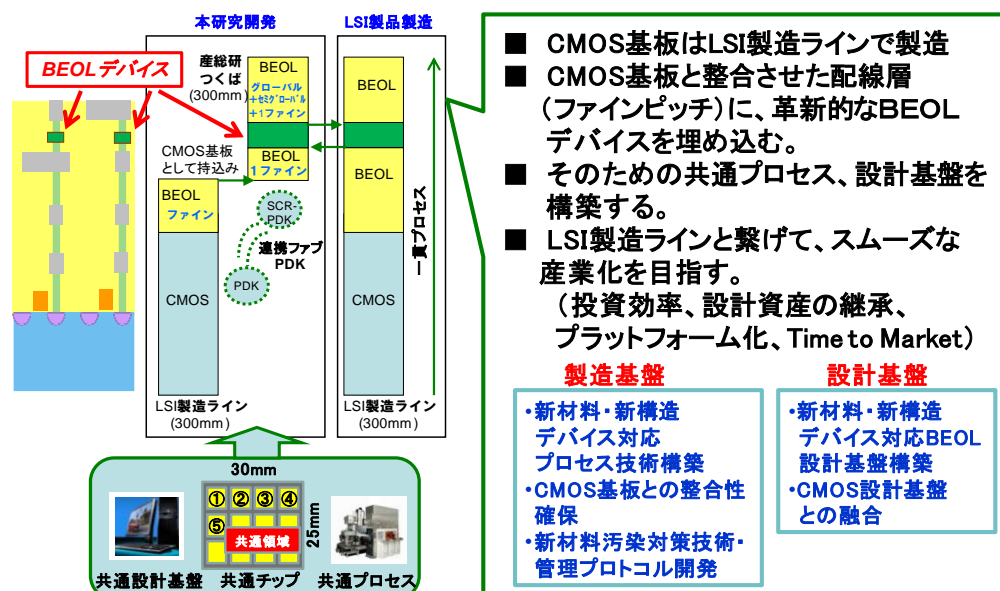 本研究開発
LSI製品製造
BEOLデバイス
産総研
つくば
(300mm)
BEOL
グローバル
+セミグローバル
+1ファイン
BEOL
1ファイン
CMOS基板
として持込み
BEOL
ファイン
SCR-
PDK
連携ファブ
PDK
PDK
CMOS
LSI製造ライン
(300mm)
BEOL
BEOL
CMOS
一貫プロセス
LSI製造ライン
(300mm)
30mm
25mm
① ② ③ ④
⑤
共通領域
共通設計基盤
共通チップ
共通プロセス
■ CMOS基板はLSI製造ラインで製造
■ CMOS基板と整合させた配線層
(ファインピッチ)に、革新的なBEOL
デバイスを埋め込む。
■ そのための共通プロセス、設計基盤を
構築する。
■ LSI製造ラインと繋げて、スムーズな
産業化を目指す。
(投資効率、設計資産の継承、
プラットフォーム化、Time to Market)
製造基盤
・新材料・新構造
デバイス対応
プロセス技術構築
・CMOS基板との整合性
確保
・新材料汚染対策技術・
管理プロトコル開発
設計基盤
・新材料・新構造
デバイス対応BEOL
設計基盤構築
・CMOS設計基盤
との融合